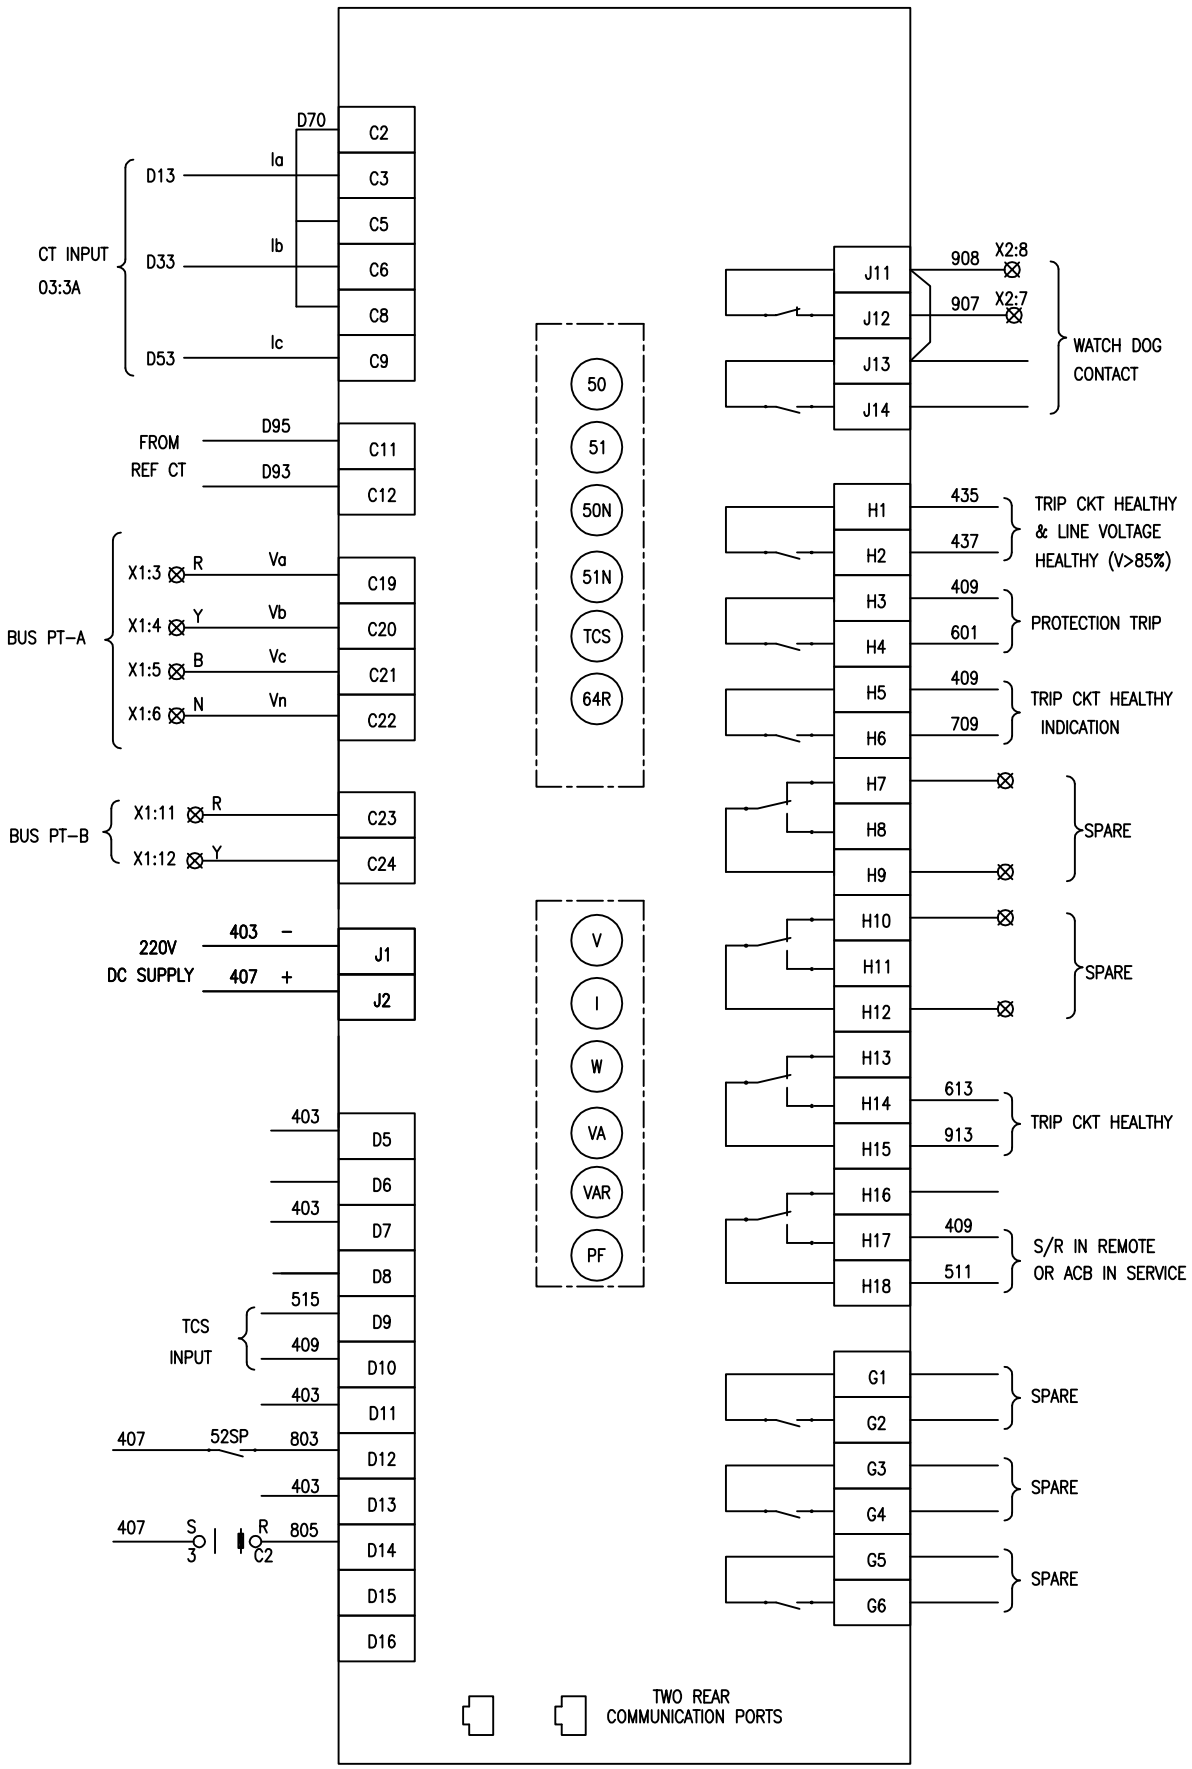 D70
C2
D13 Ia C3
C5
CT INPUT
03:3A
D33 Ib C6
C8
D53 Ic C9
FROM
REF CT
D95 C11
D93 C12
BUS PT-A
X1:3 R Va C19
X1:4 Y Vb C20
X1:5 B Vc C21
X1:6 N Vn C22
BUS PT-B
X1:11 R C23
X1:12 Y C24
220V
DC SUPPLY
403 - J1
407 + J2
403 D5
D6
403 D7
D8
TCS
INPUT
515 D9
409 D10
403 D11
407 52SP 803 D12
403 D13
407 S 3 R C2 805 D14
D15
D16
50
51
50N
51N
TCS
64R
V
I
W
VA
VAR
PF
J11 908 X2:8
J12 907 X2:7
J13
J14
WATCH DOG
CONTACT
H1 435
H2 437
TRIP CKT HEALTHY
& LINE VOLTAGE
HEALTHY (V>85%)
H3 409
H4 601
PROTECTION TRIP
H5 409
H6 709
TRIP CKT HEALTHY
INDICATION
H7
H8
H9
SPARE
H10
H11
H12
SPARE
H13
H14 613
H15 913
TRIP CKT HEALTHY
H16
H17 409
H18 511
S/R IN REMOTE
OR ACB IN SERVICE
G1
G2
SPARE
G3
G4
SPARE
G5
G6
SPARE
TWO REAR
COMMUNICATION PORTS